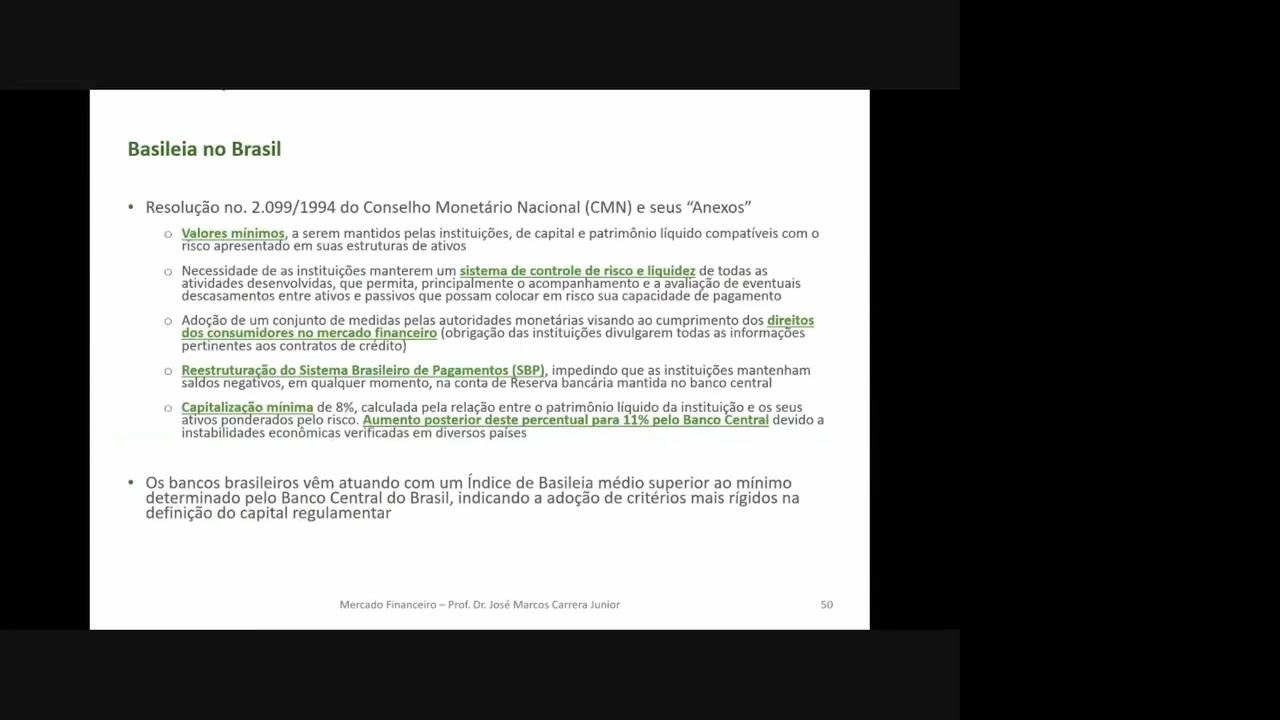 Basileia no Brasil
• Resolução no. 2.099/1994 do Conselho Monetário Nacional (CMN) e seus “Anexos”
o Valores mínimos, a serem mantidos pelas instituições, de capital e patrimônio líquido compatíveis com o
risco apresentado em suas estruturas de ativos
o Necessidade de as instituições manterem um sistema de controle de risco e liquidez de todas as
atividades desenvolvidas, que permita, principalmente o acompanhamento e a avaliação de eventuais
descasamentos entre ativos e passivos que possam colocar em risco sua capacidade de pagamento
o Adoção de um conjunto de medidas pelas autoridades monetárias visando ao cumprimento dos direitos
dos consumidores no mercado financeiro (obrigação das instituições divulgarem todas as informações
pertinentes aos contratos de crédito)
o Reestruturação do Sistema Brasileiro de Pagamentos (SBP), impedindo que as instituições mantenham
saldos negativos, em qualquer momento, na conta de Reserva bancária mantida no banco central
o Capitalização mínima de 8%, calculada pela relação entre o patrimônio líquido da instituição e os seus
ativos ponderados pelo risco. Aumento posterior deste percentual para 11% pelo Banco Central devido a
instabilidades econômicas verificadas em diversos países
• Os bancos brasileiros vêm atuando com um Índice de Basileia médio superior ao mínimo
determinado pelo Banco Central do Brasil, indicando a adoção de critérios mais rígidos na
definição do capital regulamentar
Mercado Financeiro – Prof. Dr. José Marcos Carrera Junior
50